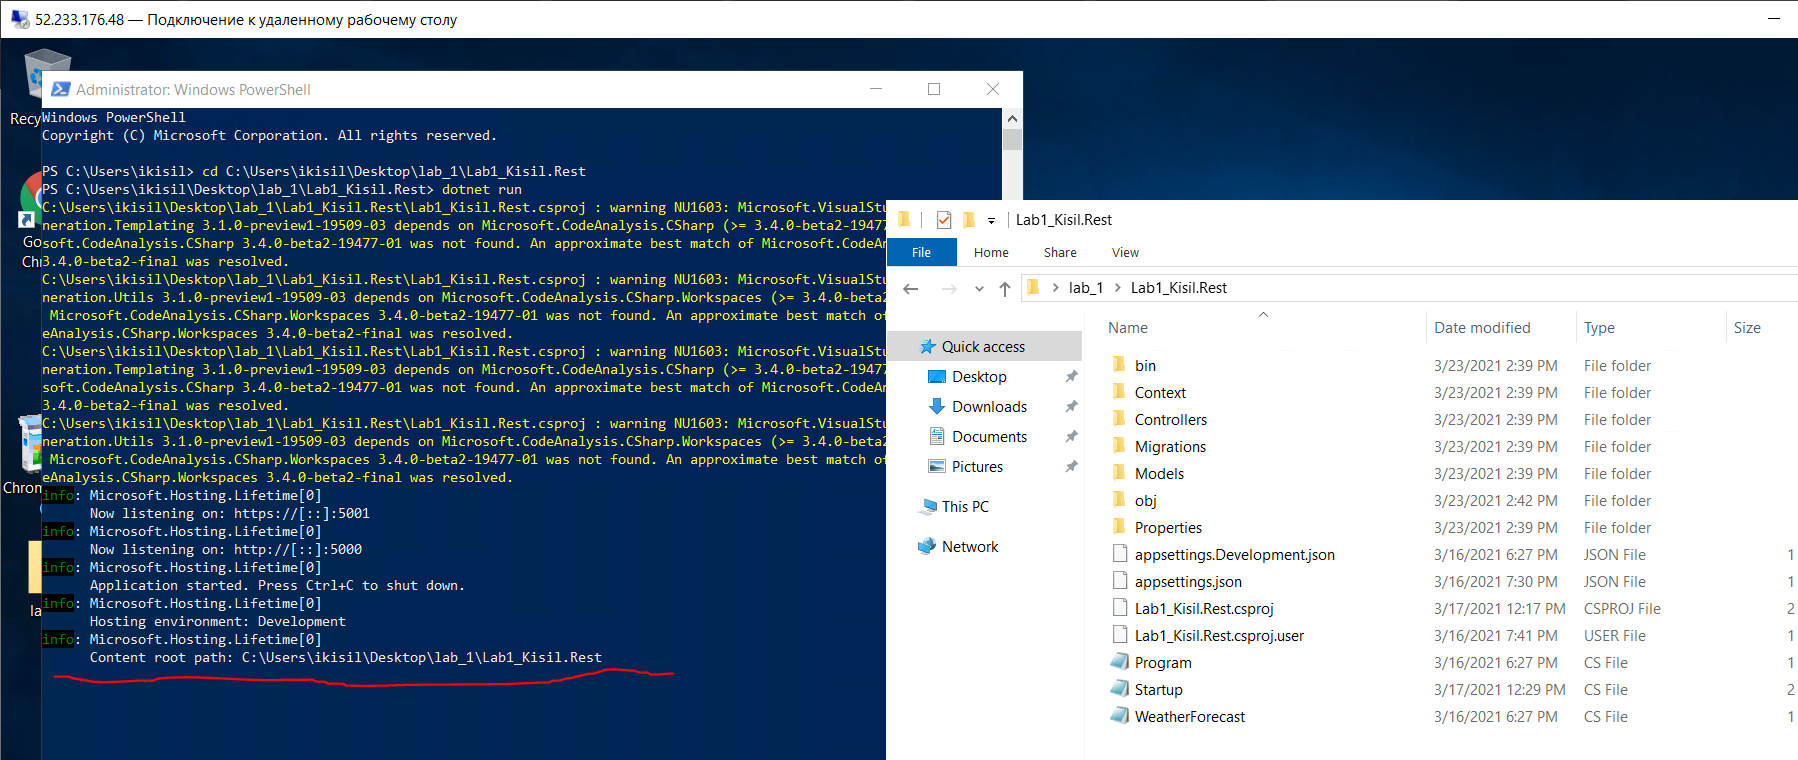 52.233.176.48 — Подключение к удаленному рабочему столу
Administrator: Windows PowerShell
Windows PowerShell
Copyright (C) Microsoft Corporation. All rights reserved.
PS C:\Users\ikisil> cd C:\Users\ikisil\Desktop\lab_1\Lab1_Kisil.Rest
PS C:\Users\ikisil\Desktop\lab_1\Lab1_Kisil.Rest> dotnet run
C:\Users\ikisil\Desktop\lab_1\Lab1_Kisil.Rest\Lab1_Kisil.Rest.csproj : warning NU1603: Microsoft.VisualStu
neration.Templating 3.1.0-preview1-19509-03 depends on Microsoft.CodeAnalysis.CSharp (>= 3.4.0-beta2-19477
soft.CodeAnalysis.CSharp 3.4.0-beta2-19477-01 was not found. An approximate best match of Microsoft.CodeAn
3.4.0-beta2-final was resolved.
C:\Users\ikisil\Desktop\lab_1\Lab1_Kisil.Rest\Lab1_Kisil.Rest.csproj : warning NU1603: Microsoft.VisualStu
neration.Utils 3.1.0-preview1-19509-03 depends on Microsoft.CodeAnalysis.CSharp.Workspaces (>= 3.4.0-beta2
Microsoft.CodeAnalysis.CSharp.Workspaces 3.4.0-beta2-19477-01 was not found. An approximate best match of
eAnalysis.CSharp.Workspaces 3.4.0-beta2-final was resolved.
C:\Users\ikisil\Desktop\lab_1\Lab1_Kisil.Rest\Lab1_Kisil.Rest.csproj : warning NU1603: Microsoft.VisualStu
neration.Templating 3.1.0-preview1-19509-03 depends on Microsoft.CodeAnalysis.CSharp (>= 3.4.0-beta2-19477
soft.CodeAnalysis.CSharp 3.4.0-beta2-19477-01 was not found. An approximate best match of Microsoft.CodeAn
3.4.0-beta2-final was resolved.
C:\Users\ikisil\Desktop\lab_1\Lab1_Kisil.Rest\Lab1_Kisil.Rest.csproj : warning NU1603: Microsoft.VisualStu
neration.Utils 3.1.0-preview1-19509-03 depends on Microsoft.CodeAnalysis.CSharp.Workspaces (>= 3.4.0-beta2
Microsoft.CodeAnalysis.CSharp.Workspaces 3.4.0-beta2-19477-01 was not found. An approximate best match of
eAnalysis.CSharp.Workspaces 3.4.0-beta2-final was resolved.
info: Microsoft.Hosting.Lifetime[0]
Now listening on: https://[::]:5001
info: Microsoft.Hosting.Lifetime[0]
Now listening on: http://[::]:5000
info: Microsoft.Hosting.Lifetime[0]
Application started. Press Ctrl+C to shut down.
info: Microsoft.Hosting.Lifetime[0]
Hosting environment: Development
info: Microsoft.Hosting.Lifetime[0]
Content root path: C:\Users\ikisil\Desktop\lab_1\Lab1_Kisil.Rest
Recy
Go
Chr
Chrom
la
Lab1_Kisil.Rest
File Home Share View
lab_1 > Lab1_Kisil.Rest
Quick access
Desktop
Downloads
Documents
Pictures
This PC
Network
Name Date modified Type Size
bin 3/23/2021 2:39 PM File folder
Context 3/23/2021 2:39 PM File folder
Controllers 3/23/2021 2:39 PM File folder
Migrations 3/23/2021 2:39 PM File folder
Models 3/23/2021 2:39 PM File folder
obj 3/23/2021 2:42 PM File folder
Properties 3/23/2021 2:39 PM File folder
appsettings.Development.json 3/16/2021 6:27 PM JSON File 1
appsettings.json 3/16/2021 7:30 PM JSON File 1
Lab1_Kisil.Rest.csproj 3/17/2021 12:17 PM CSPROJ File 2
Lab1_Kisil.Rest.csproj.user 3/16/2021 7:41 PM USER File 1
Program 3/16/2021 6:27 PM CS File 1
Startup 3/17/2021 12:29 PM CS File 2
WeatherForecast 3/16/2021 6:27 PM CS File 1